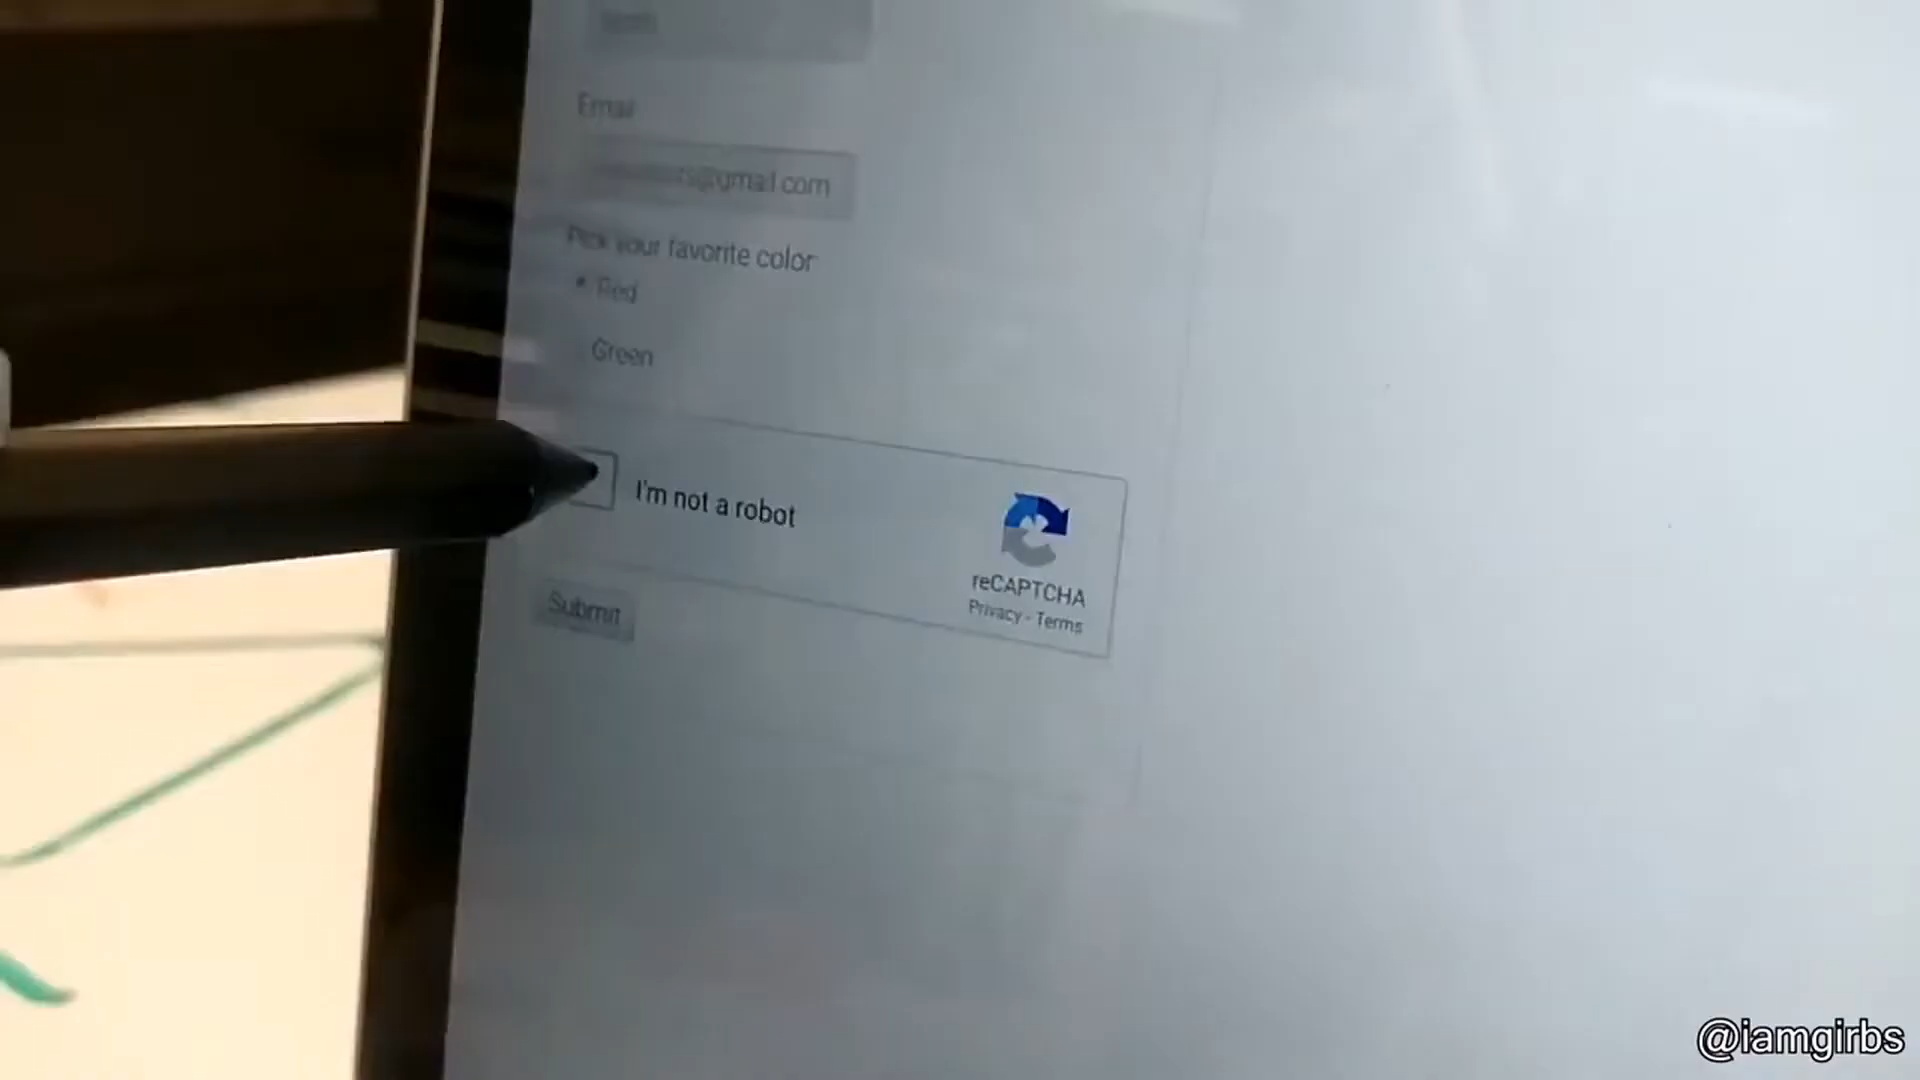 Email
@gmail.com
Pick your favorite color:
Red
Green
I'm not a robot
reCAPTCHA
Privacy - Terms
Submit
@iamgirbs